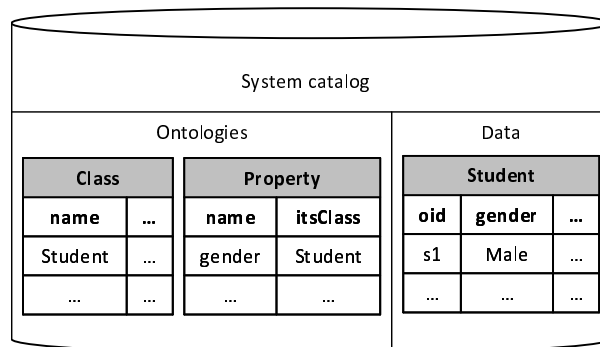 System catalog
Ontologies
Data
Class
name ...
Student ...
... ...
Property
name itsClass
gender Student
... ...
Student
oid gender ...
s1 Male ...
... ... ...